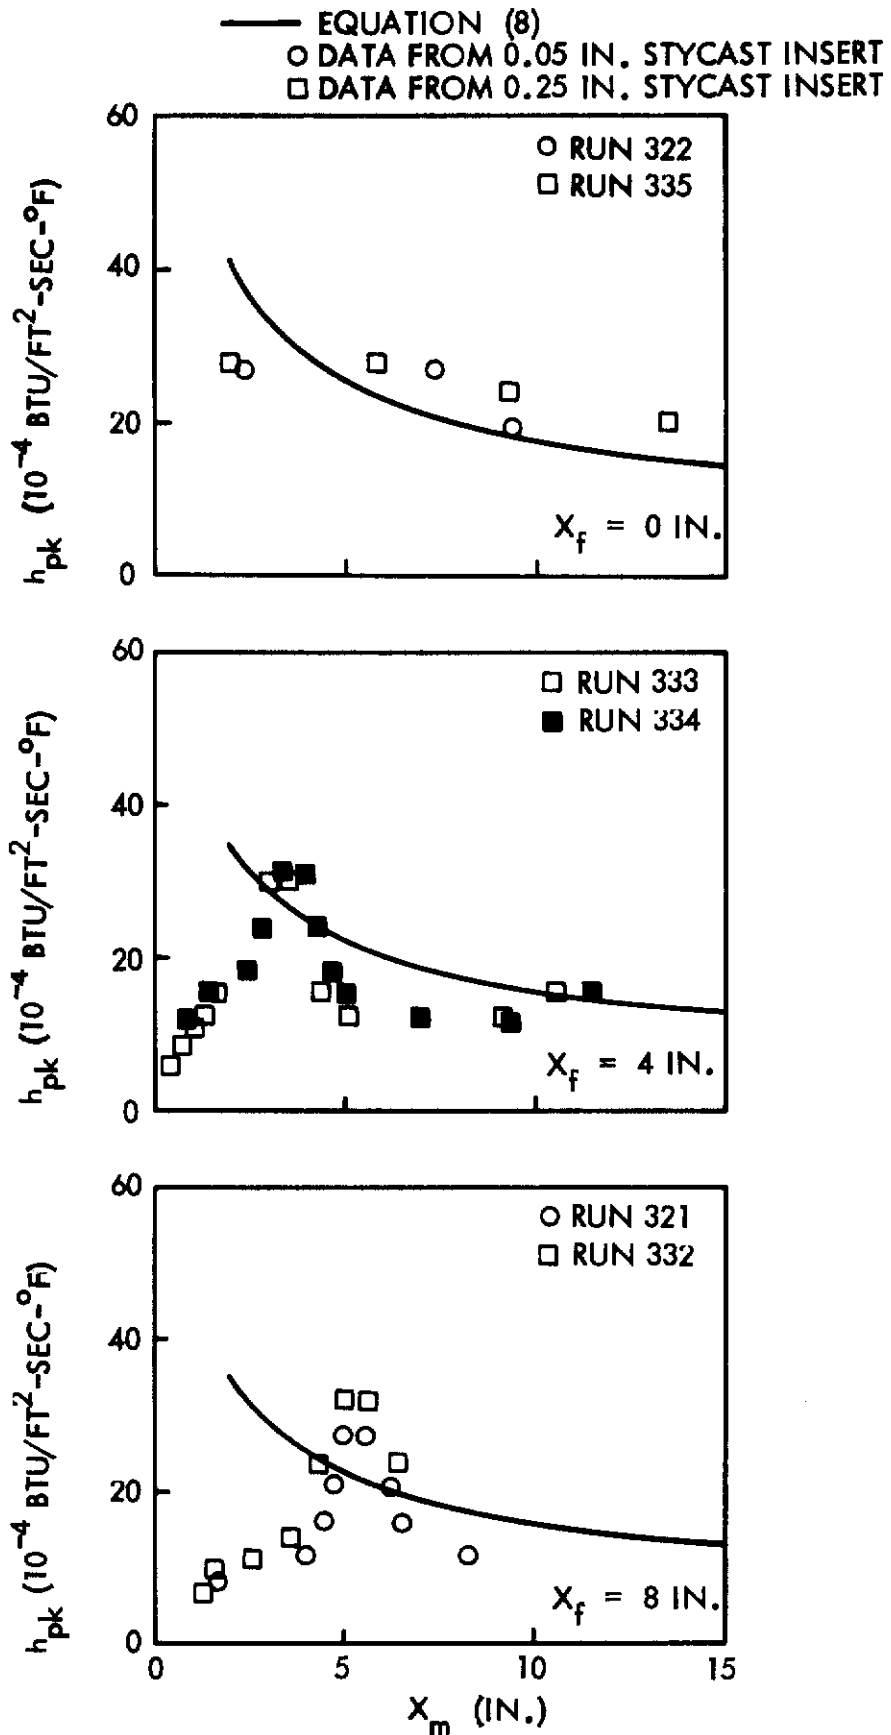 EQUATION (8)
DATA FROM 0.05 IN. STYCAST INSERT
DATA FROM 0.25 IN. STYCAST INSERT
h_pk (10^-4 BTU/FT^2-SEC-°F)
60
40
20
0
RUN 322
RUN 335
X_f = 0 IN.
h_pk (10^-4 BTU/FT^2-SEC-°F)
60
40
20
0
RUN 333
RUN 334
X_f = 4 IN.
h_pk (10^-4 BTU/FT^2-SEC-°F)
60
40
20
0
RUN 321
RUN 332
X_f = 8 IN.
0 5 10 15
X_m (IN.)